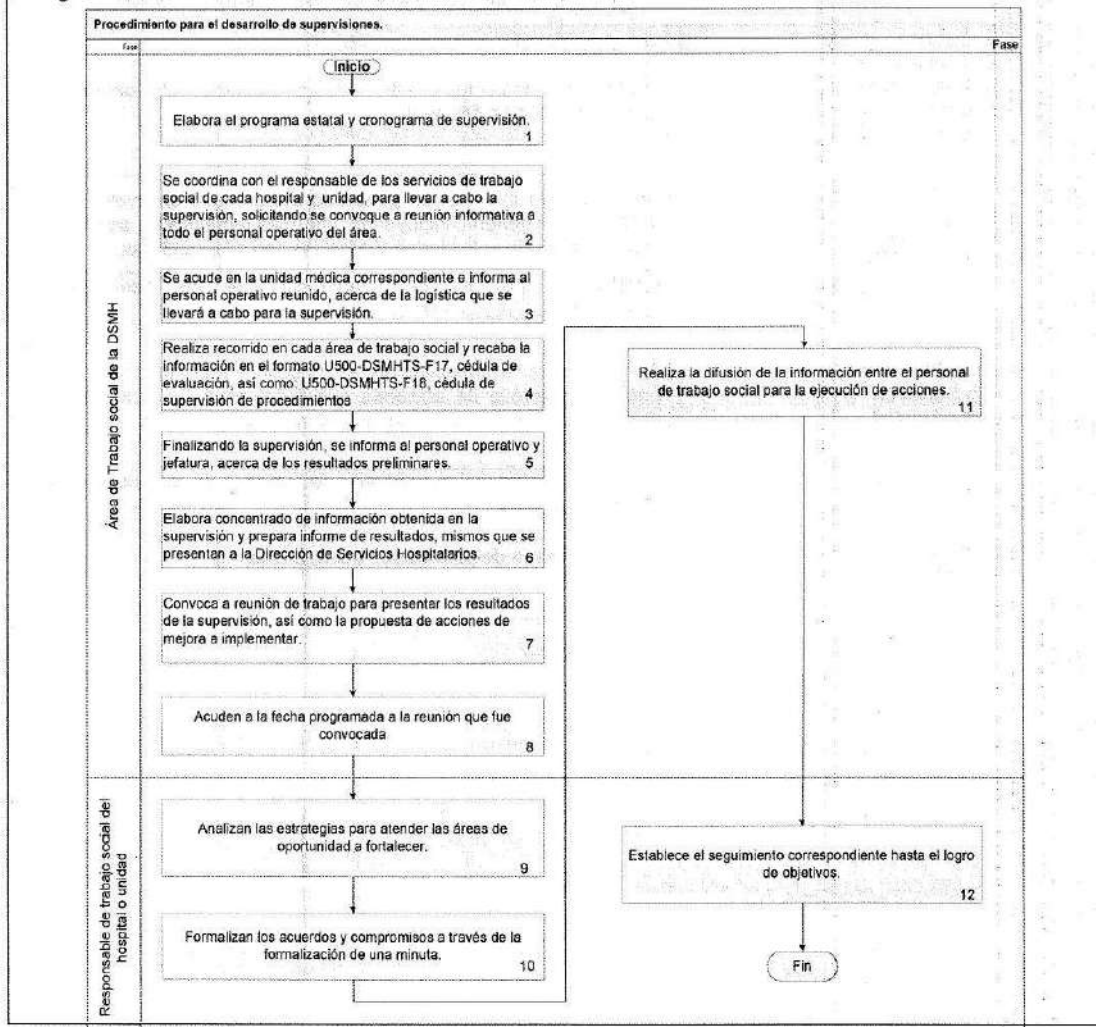 Procedimiento para el desarrollo de supervisiones.
Fase
Fase
Área de Trabajo social de la DSMH
Inicio
Elabora el programa estatal y cronograma de supervisión.
1
Se coordina con el responsable de los servicios de trabajo
social de cada hospital y unidad, para llevar a cabo la
supervisión, solicitando se convoque a reunión informativa a
todo el personal operativo del área.
2
Se acude en la unidad médica correspondiente e informa al
personal operativo reunido, acerca de la logística que se
llevará a cabo para la supervisión.
3
Realiza recorrido en cada área de trabajo social y recaba la
información en el formato U500-DSMHTS-F17, cédula de
evaluación, así como: U500-DSMHTS-F18, cédula de
supervisión de procedimientos
4
Finalizando la supervisión, se informa al personal operativo y
jefatura, acerca de los resultados preliminares.
5
Elabora concentrado de información obtenida en la
supervisión y prepara informe de resultados, mismos que se
presentan a la Dirección de Servicios Hospitalarios.
6
Convoca a reunión de trabajo para presentar los resultados
de la supervisión, así como la propuesta de acciones de
mejora a implementar.
7
Acuden a la fecha programada a la reunión que fue
convocada
8
Responsable de trabajo social del
hospital o unidad
Analizan las estrategias para atender las áreas de
oportunidad a fortalecer.
9
Formalizan los acuerdos y compromisos a través de la
formalización de una minuta.
10
Realiza la difusión de la información entre el personal
de trabajo social para la ejecución de acciones.
11
Establece el seguimiento correspondiente hasta el logro
de objetivos.
12
Fin